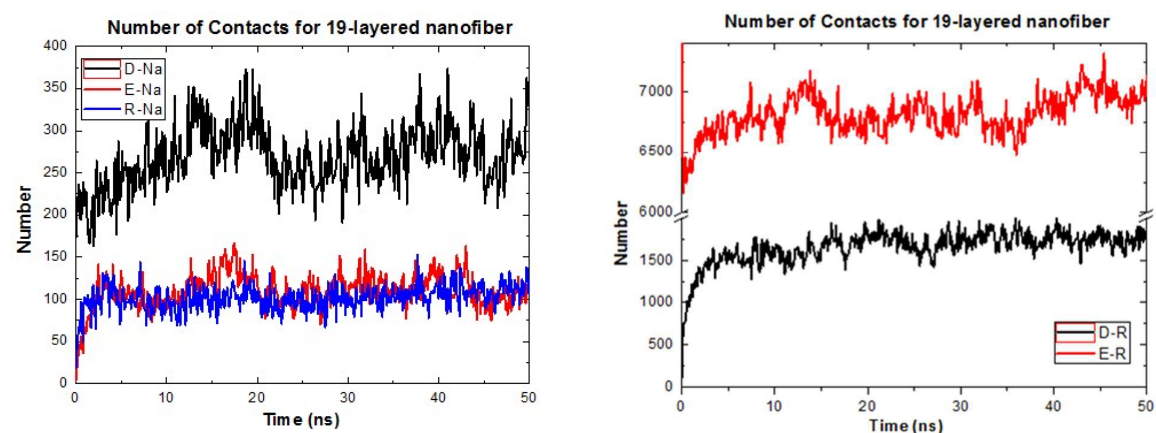 Number of Contacts for 19-layered nanofiber
400
350
300
250
200
150
100
50
0
Number
D-Na
E-Na
R-Na
0 10 20 30 40 50
Time (ns)
Number of Contacts for 19-layered nanofiber
7000
6500
6000
1500
1000
500
0
Number
D-R
E-R
0 10 20 30 40 50
Time (ns)